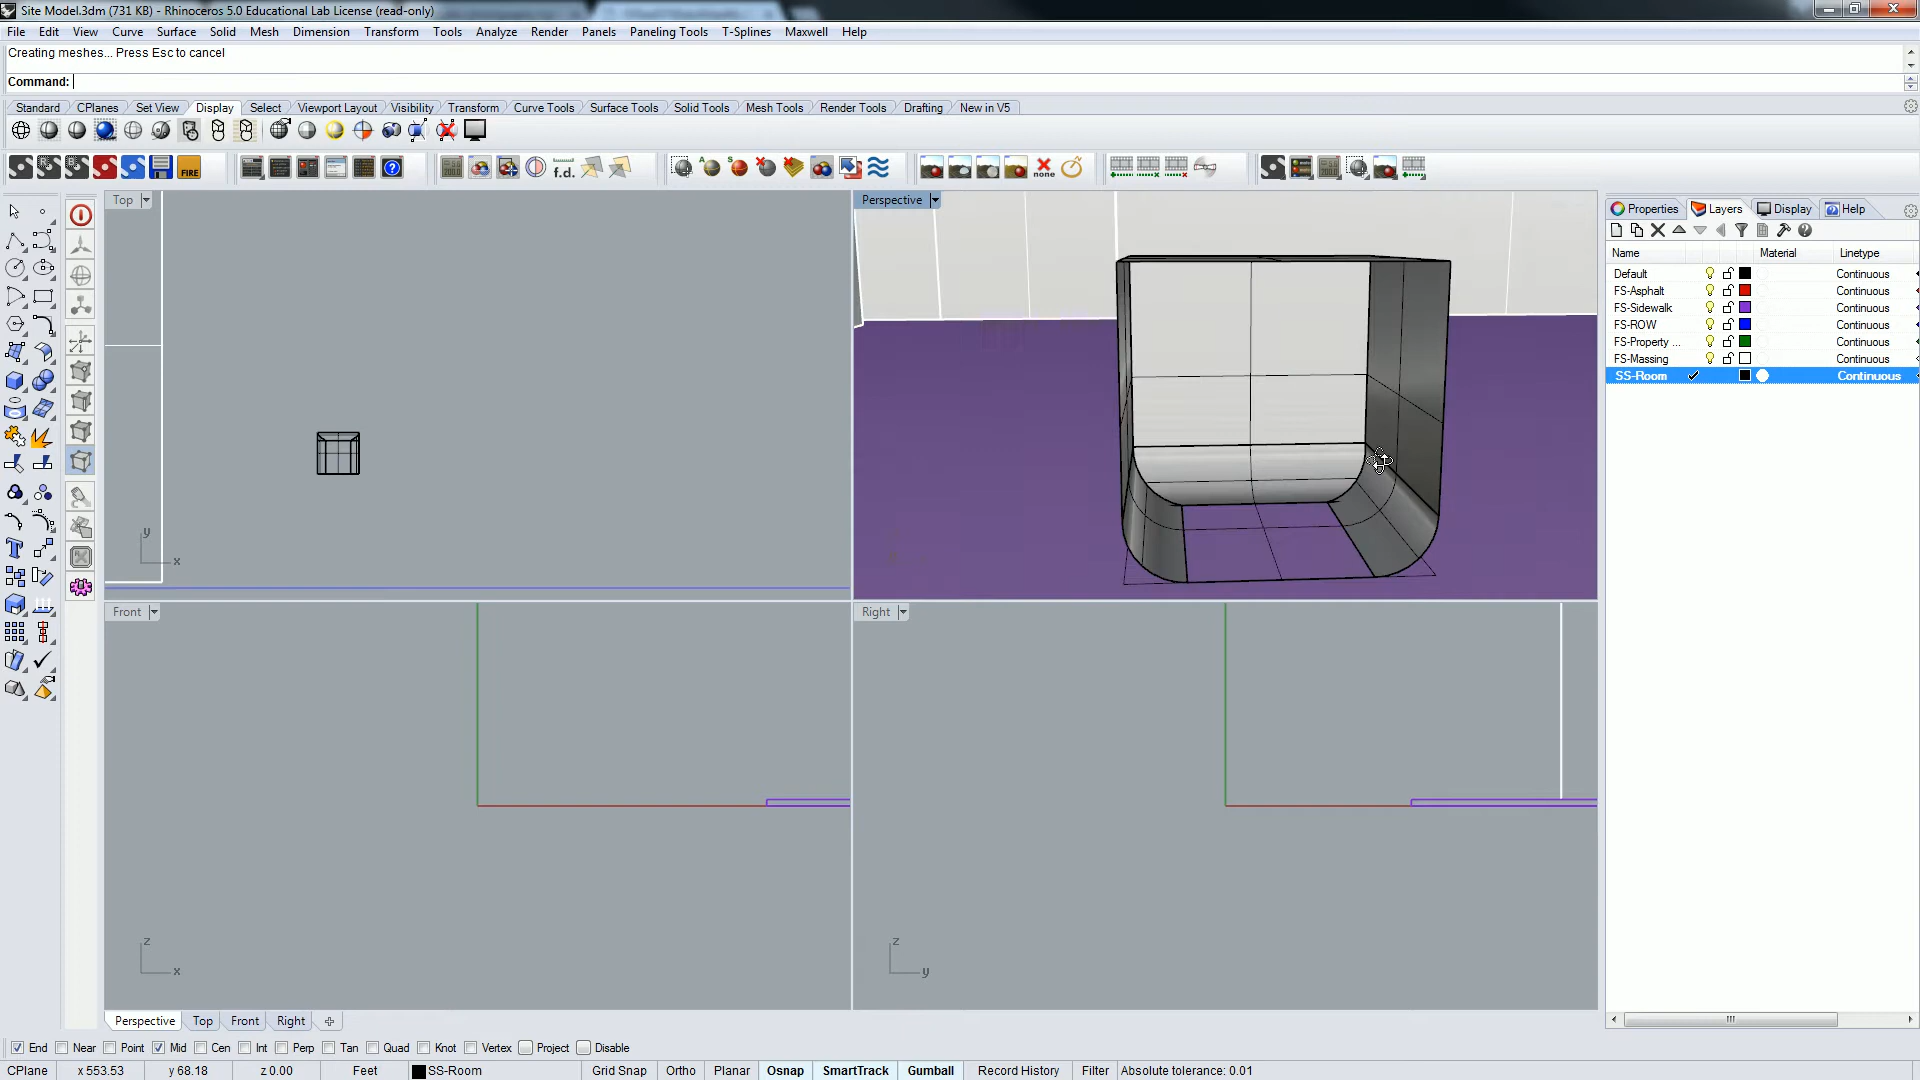 Site Model.3dm (731 KB) - Rhinoceros 5.0 Educational Lab License (read-only)
File Edit View Curve Surface Solid Mesh Dimension Transform Tools Analyze Render Panels Paneling Tools T-Splines Maxwell Help
Creating meshes... Press Esc to cancel
Command:
Standard CPlanes Set View Display Select Viewport Layout Visibility Transform Curve Tools Surface Tools Solid Tools Mesh Tools Render Tools Drafting New in V5
FIRE f.d. none
Top
Perspective
Properties Layers Display Help
Name Material Linetype
Default Continuous
FS-Asphalt Continuous
FS-Sidewalk Continuous
FS-ROW Continuous
FS-Property ... Continuous
FS-Massing Continuous
SS-Room Continuous
y
x
Front
Right
z
x
z
y
Perspective Top Front Right
End Near Point Mid Cen Int Perp Tan Quad Knot Vertex Project Disable
CPlane x 553.53 y 68.18 z 0.00 Feet SS-Room Grid Snap Ortho Planar Osnap SmartTrack Gumball Record History Filter Absolute tolerance: 0.01